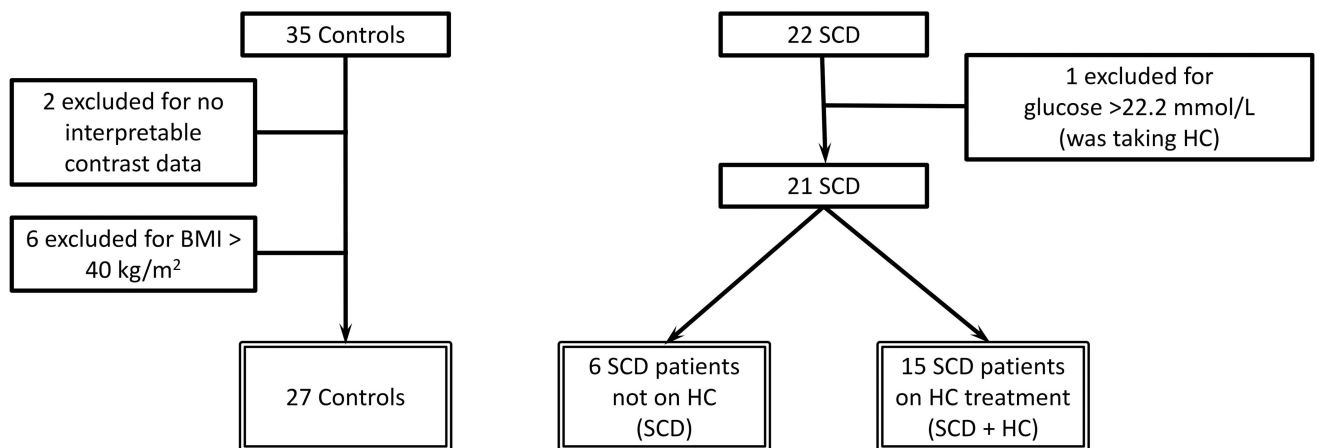 35 Controls
2 excluded for no
interpretable
contrast data
6 excluded for BMI >
40 kg/m²
27 Controls
22 SCD
1 excluded for
glucose >22.2 mmol/L
(was taking HC)
21 SCD
6 SCD patients
not on HC
(SCD)
15 SCD patients
on HC treatment
(SCD + HC)